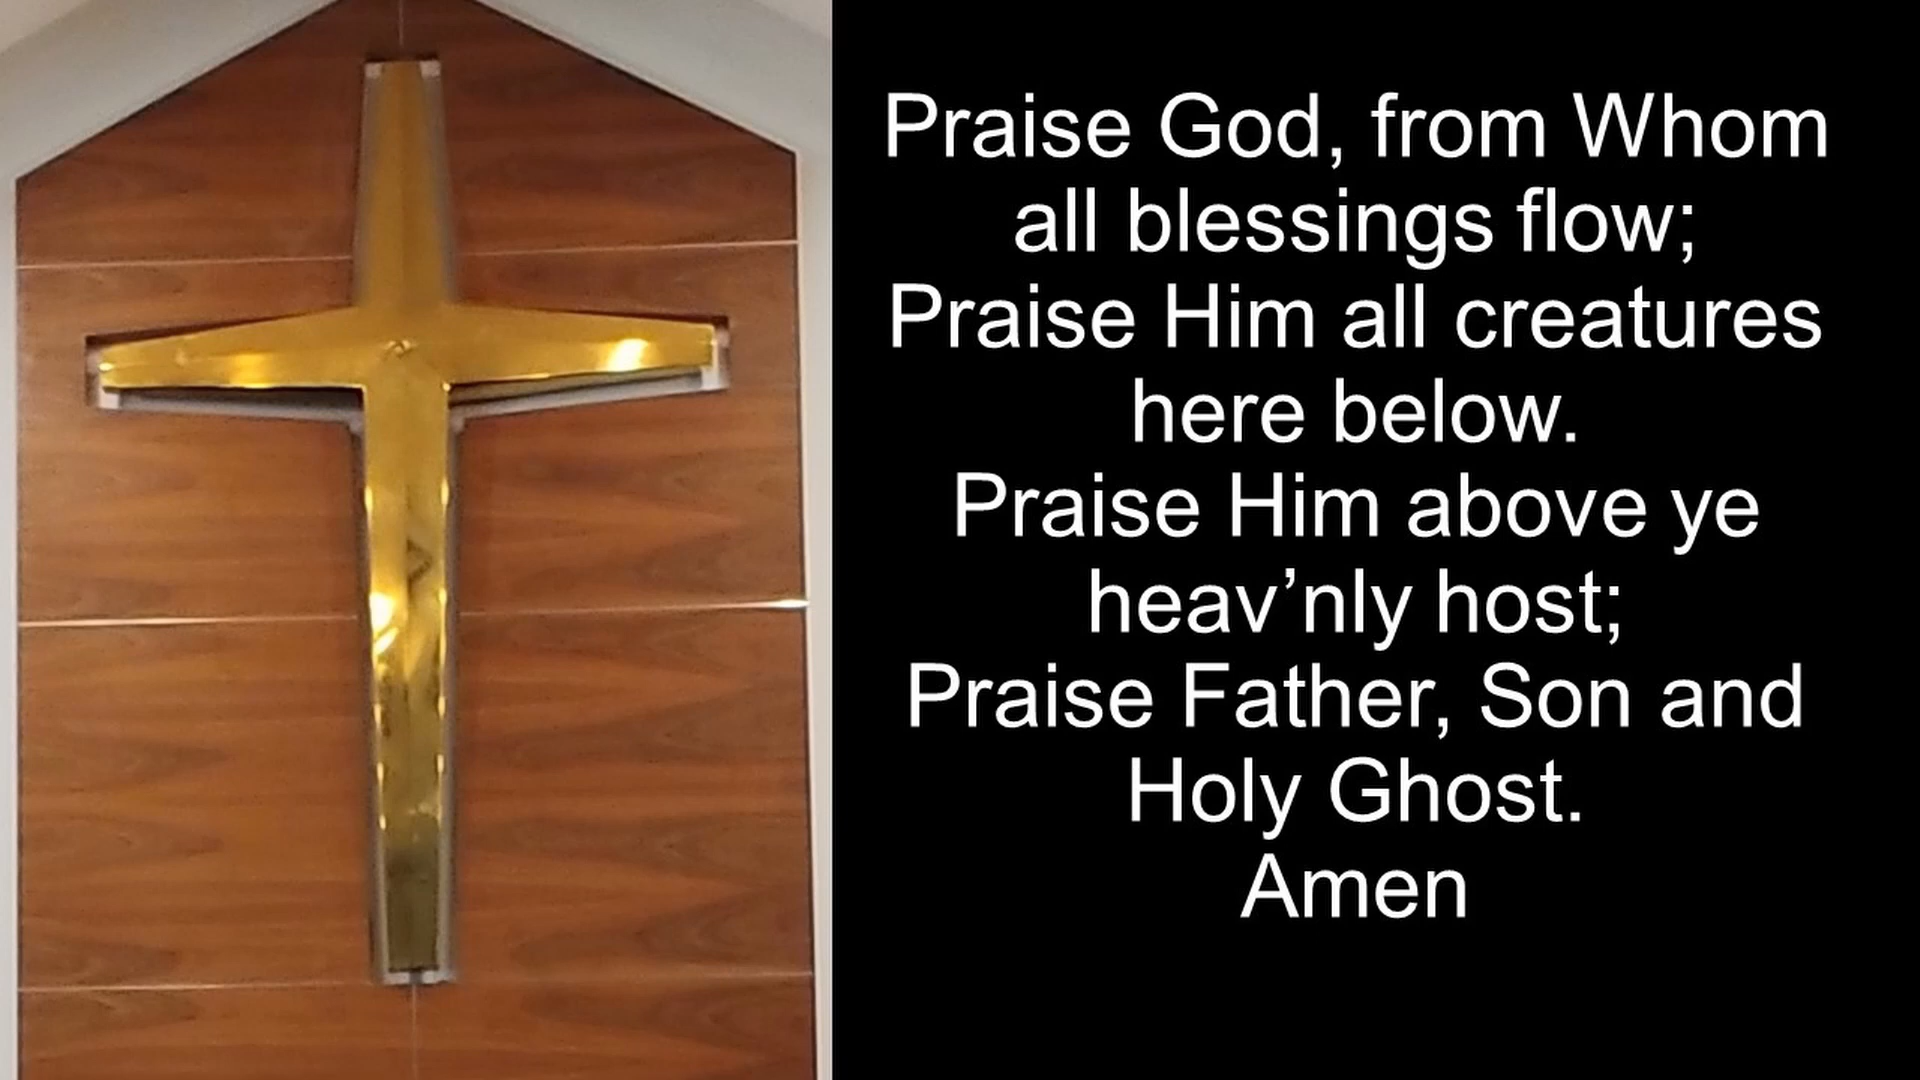 Praise God, from Whom
all blessings flow;
Praise Him all creatures
here below.
Praise Him above ye
heav’nly host;
Praise Father, Son and
Holy Ghost.
Amen